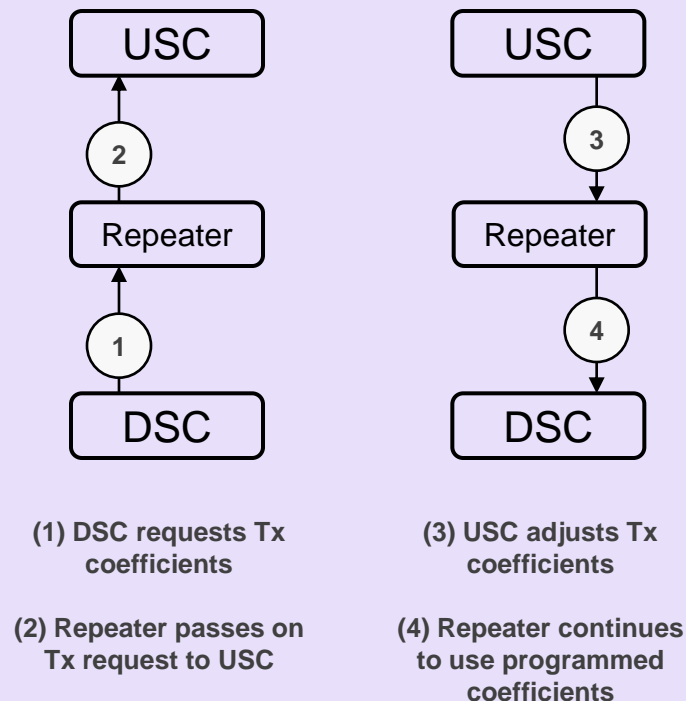 USC
2
Repeater
1
DSC
USC
3
Repeater
4
DSC
(1) DSC requests Tx
coefficients
(2) Repeater passes on
Tx request to USC
(3) USC adjusts Tx
coefficients
(4) Repeater continues
to use programmed
coefficients